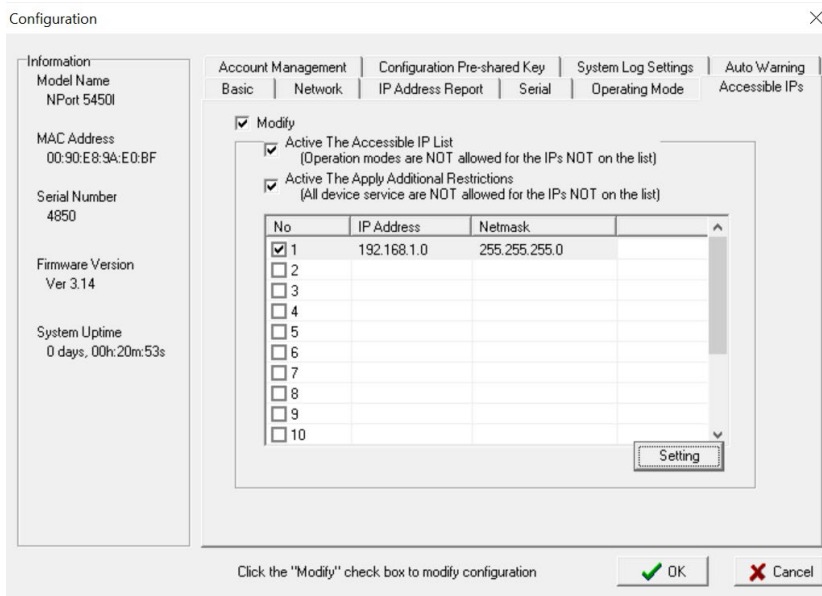 Configuration
Information
Model Name
NPort 5450I
MAC Address
00:90:E8:9A:E0:BF
Serial Number
4850
Firmware Version
Ver 3.14
System Uptime
0 days, 00h:20m:53s
Account Management Configuration Pre-shared Key System Log Settings Auto Warning
Basic Network IP Address Report Serial Operating Mode Accessible IPs
Modify
Active The Accessible IP List
(Operation modes are NOT allowed for the IPs NOT on the list)
Active The Apply Additional Restrictions
(All device service are NOT allowed for the IPs NOT on the list)
No IP Address Netmask
1 192.168.1.0 255.255.255.0
2
3
4
5
6
7
8
9
10
Setting
Click the "Modify" check box to modify configuration
OK Cancel